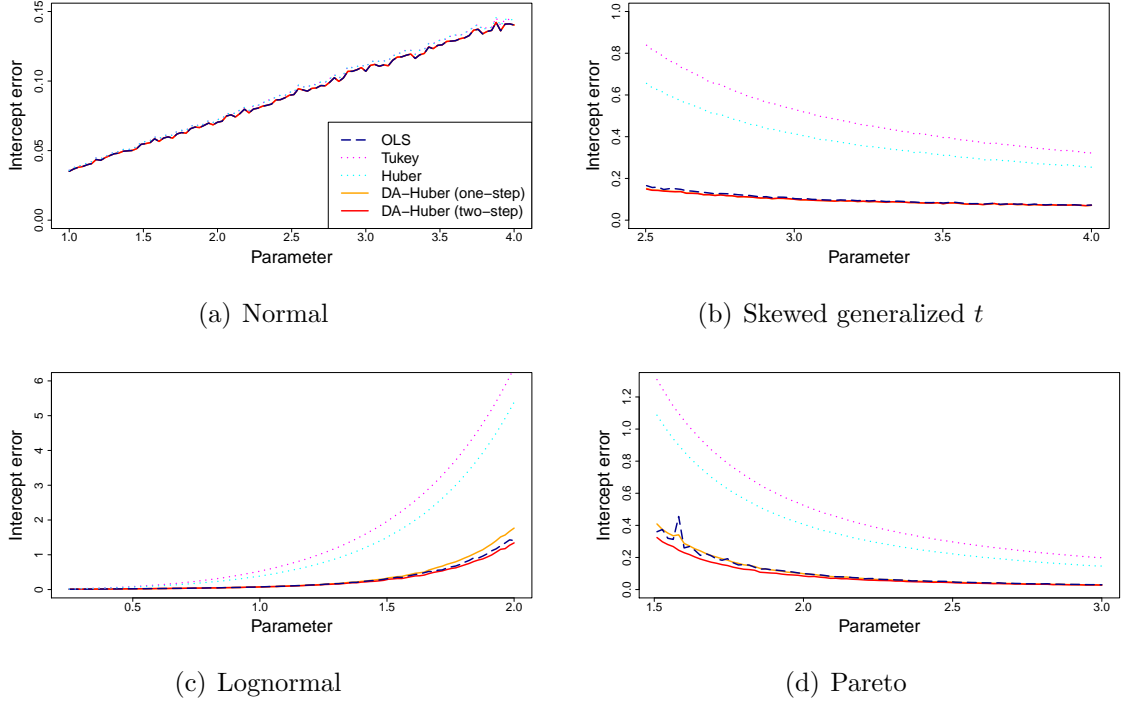 Intercept error
0.00 0.05 0.10 0.15
OLS
Tukey
Huber
DA−Huber (one−step)
DA−Huber (two−step)
1.0 1.5 2.0 2.5 3.0 3.5 4.0
Parameter
(a) Normal
Intercept error
0.0 0.2 0.4 0.6 0.8 1.0
2.5 3.0 3.5 4.0
Parameter
(b) Skewed generalized t
Intercept error
0 1 2 3 4 5 6
0.5 1.0 1.5 2.0
Parameter
(c) Lognormal
Intercept error
0.0 0.2 0.4 0.6 0.8 1.0 1.2
1.5 2.0 2.5 3.0
Parameter
(d) Pareto